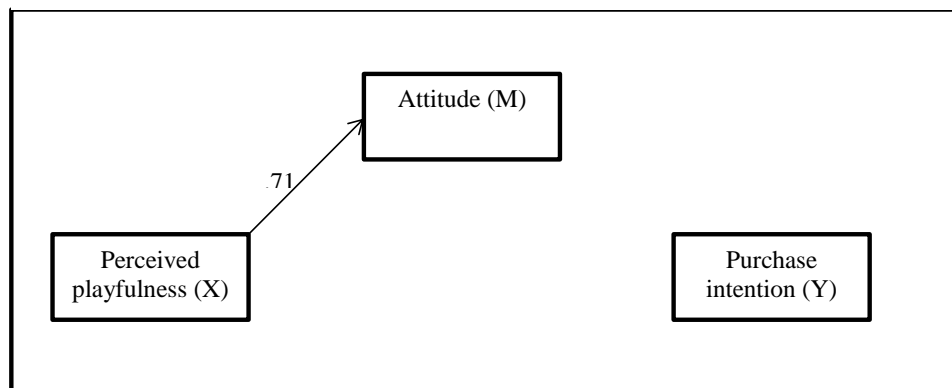 Attitude (M)
.71
Perceived
playfulness (X)
Purchase
intention (Y)